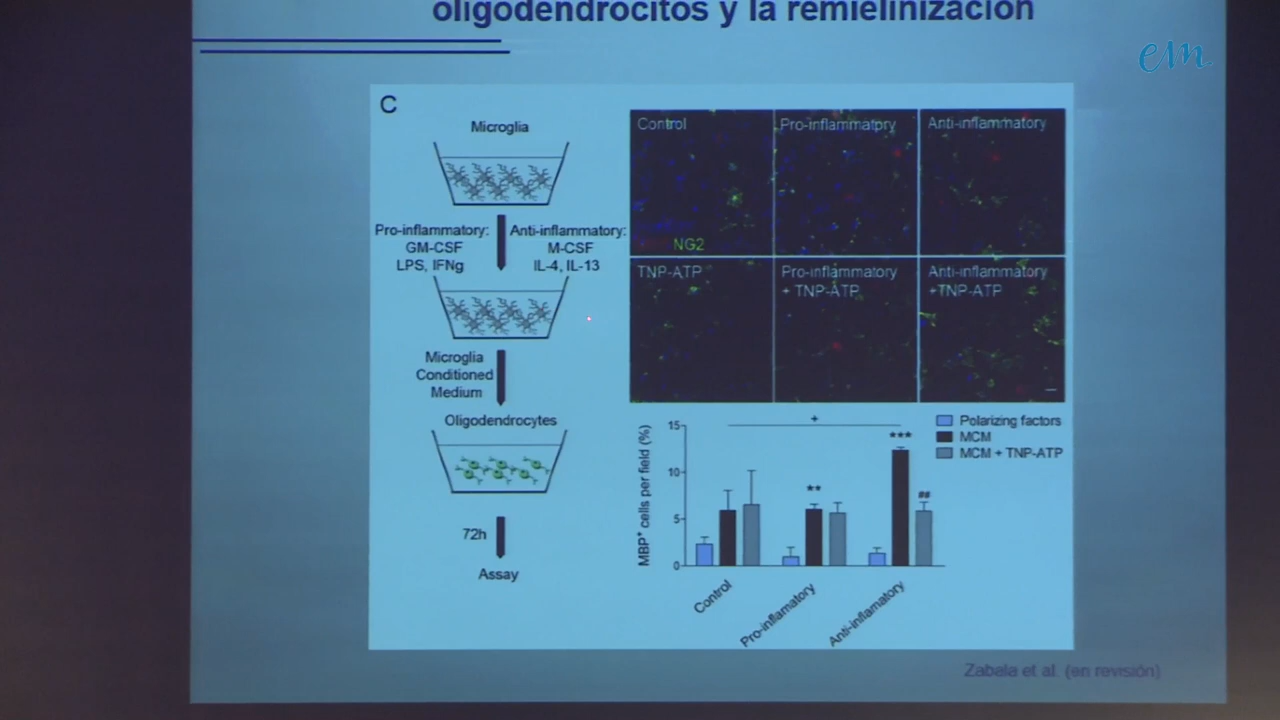 oligodendrocitos y la remielinización
em
C
Microglia
Pro-inflammatory:
GM-CSF
LPS, IFNg
Anti-inflammatory:
M-CSF
IL-4, IL-13
Microglia
Conditioned
Medium
Oligodendrocytes
72h
Assay
Control
Pro-inflammatory
Anti-inflammatory
NG2
TNP-ATP
Pro-inflammatory
+ TNP-ATP
Anti-inflammatory
+TNP-ATP
MBP+ cells per field (%)
15
10
5
0
+
**
***
##
Polarizing factors
MCM
MCM + TNP-ATP
Control
Pro-inflamatory
Anti-inflamatory
Zabala et al. (en revisión)